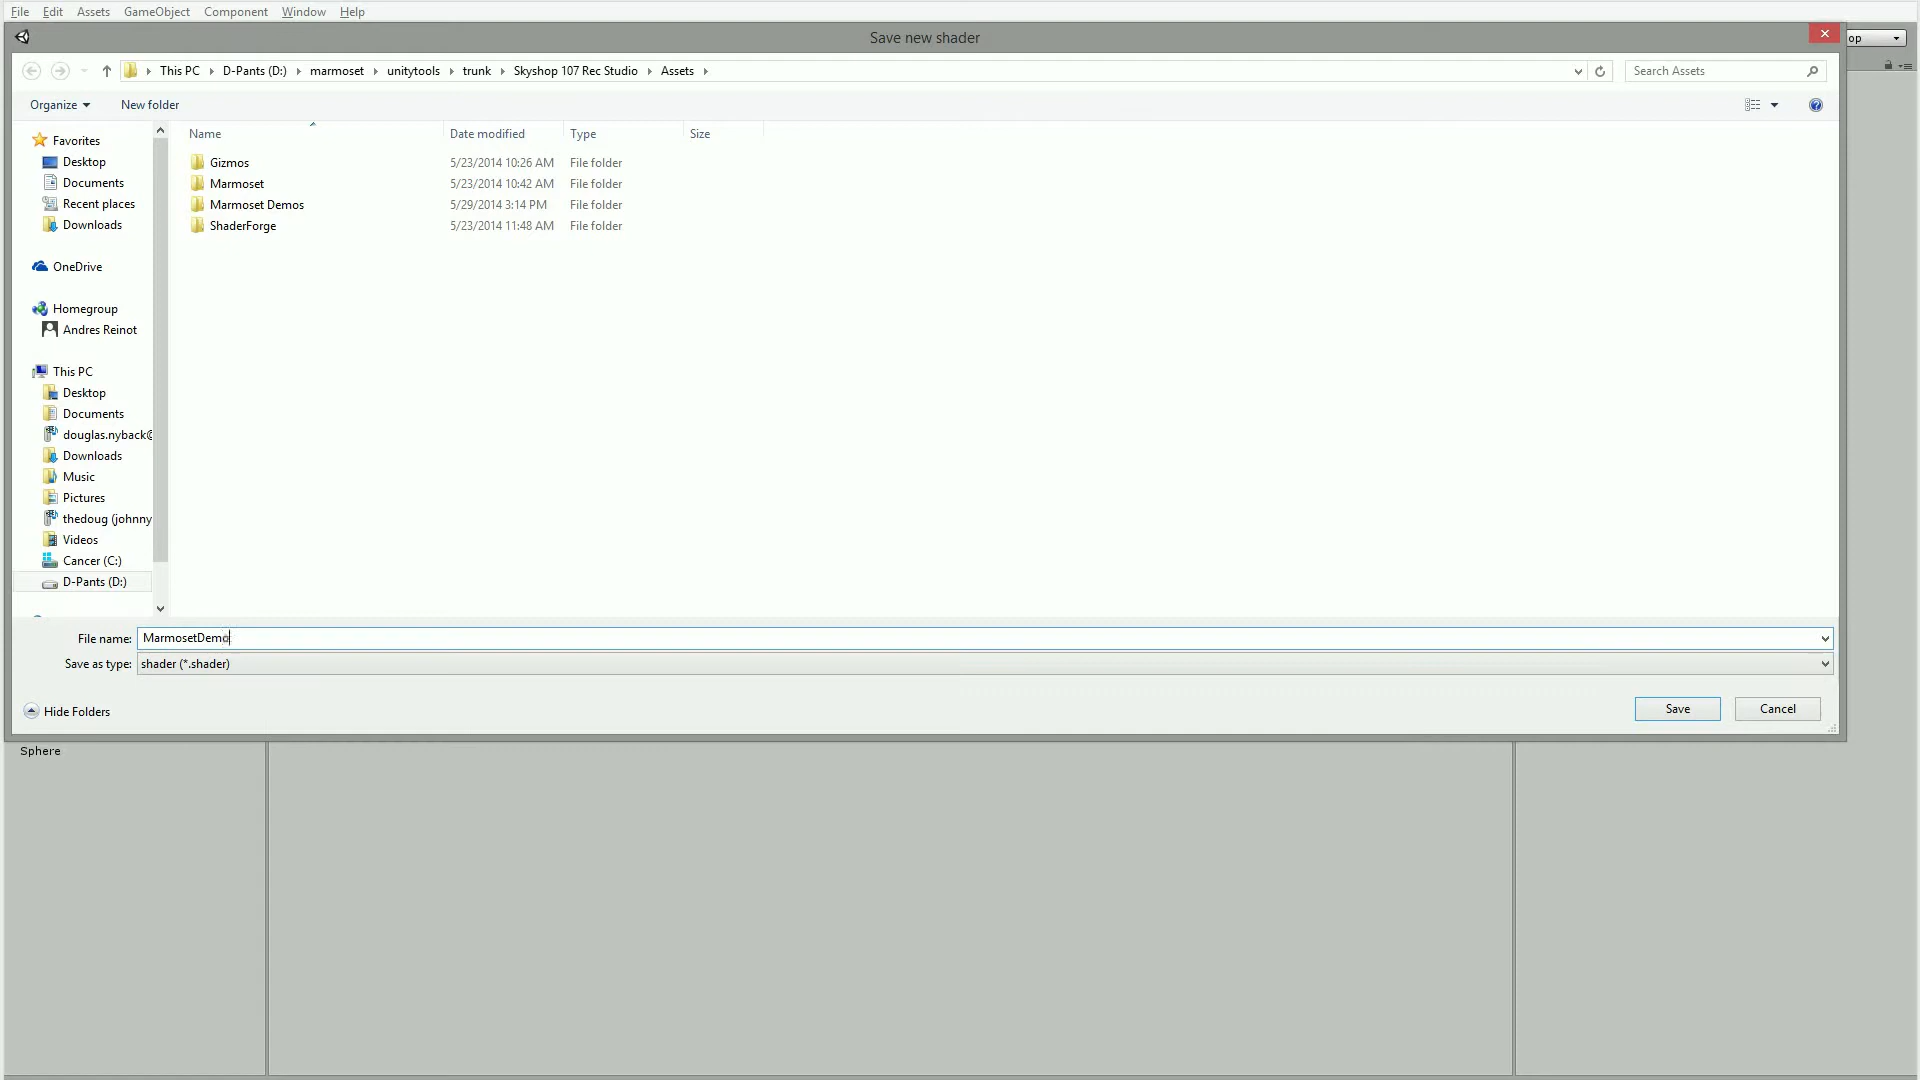 File Edit Assets GameObject Component Window Help
Save new shader
op
This PC D-Pants (D:) marmoset unitytools trunk Skyshop 107 Rec Studio Assets
Search Assets
Organize New folder
Name Date modified Type Size
Favorites
Desktop
Documents
Recent places
Downloads
OneDrive
Homegroup
Andres Reinot
This PC
Desktop
Documents
douglas.nyback@
Downloads
Music
Pictures
thedoug (johnny
Videos
Cancer (C:)
D-Pants (D:)
Gizmos 5/23/2014 10:26 AM File folder
Marmoset 5/23/2014 10:42 AM File folder
Marmoset Demos 5/29/2014 3:14 PM File folder
ShaderForge 5/23/2014 11:48 AM File folder
File name: MarmosetDemo
Save as type: shader (*.shader)
Hide Folders
Save Cancel
Sphere